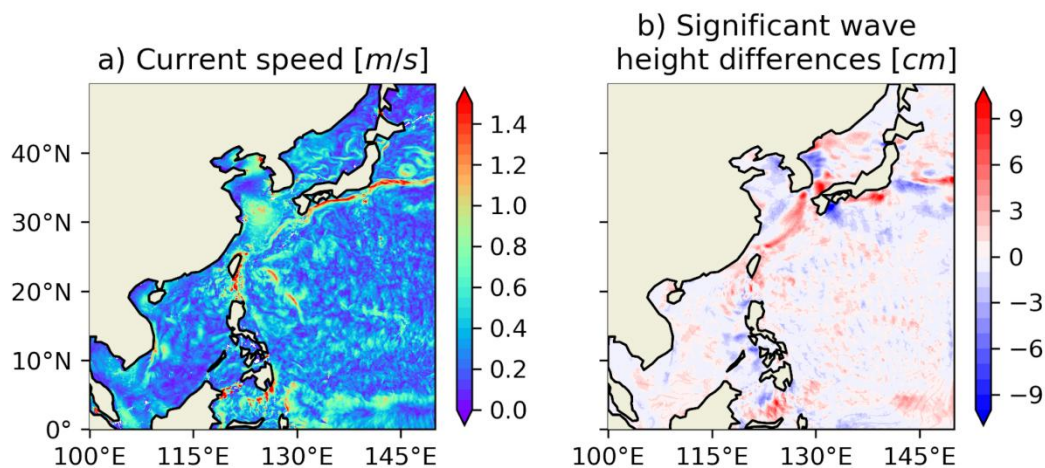 a) Current speed [m/s]
40°N
30°N
20°N
10°N
0°
100°E 115°E 130°E 145°E
1.4
1.2
1.0
0.8
0.6
0.4
0.2
0.0
b) Significant wave
height differences [cm]
100°E 115°E 130°E 145°E
9
6
3
0
−3
−6
−9